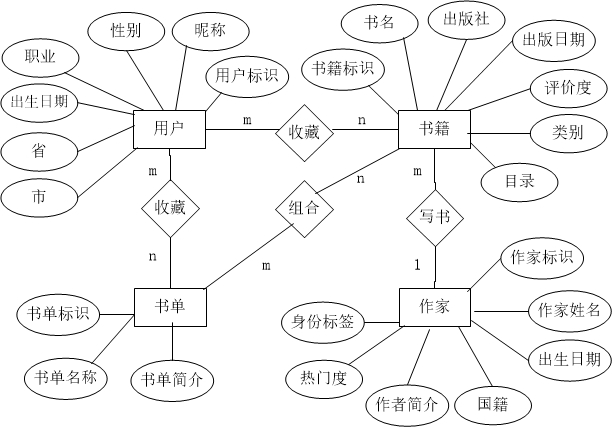 书名
出版社
性别
昵称
出版日期
职业
用户标识
书籍标识
评价度
出生日期
用户
m
收藏
n
书籍
类别
省
m
n
m
目录
市
收藏
组合
写书
n
m
1
作家标识
书单标识
书单
身份标签
作家
作家姓名
出生日期
书单名称
书单简介
热门度
作者简介
国籍